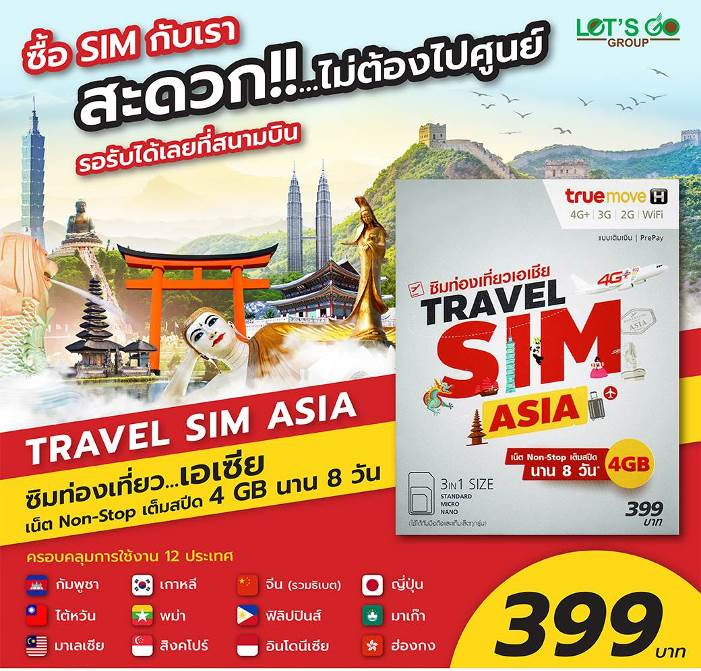 ซื้อ SIM กับเรา
สะดวก!!...ไม่ต้องไปศูนย์
รอรับได้เลยที่สนามบิน
LET'S GO
GROUP
truemove H
4G+ | 3G | 2G | WiFi
แบบเติมเงิน | PrePay
ซิมท่องเที่ยวเอเชีย
4G+
TRAVEL
SIM
ASIA
ASIA
เน็ต Non-Stop เต็มสปีด
นาน 8 วัน*
4GB
3IN1 SIZE
STANDARD
MICRO
NANO
399
บาท
TRAVEL SIM ASIA
ซิมท่องเที่ยว...เอเชีย
เน็ต Non-Stop เต็มสปีด 4 GB นาน 8 วัน
ครอบคลุมการใช้งาน 12 ประเทศ
กัมพูชา เกาหลี จีน (รวมธิเบต) ญี่ปุ่น
ไต้หวัน พม่า ฟิลิปปินส์ มาเก๊า
มาเลเซีย สิงคโปร์ อินโดนีเซีย ฮ่องกง
399 บาท